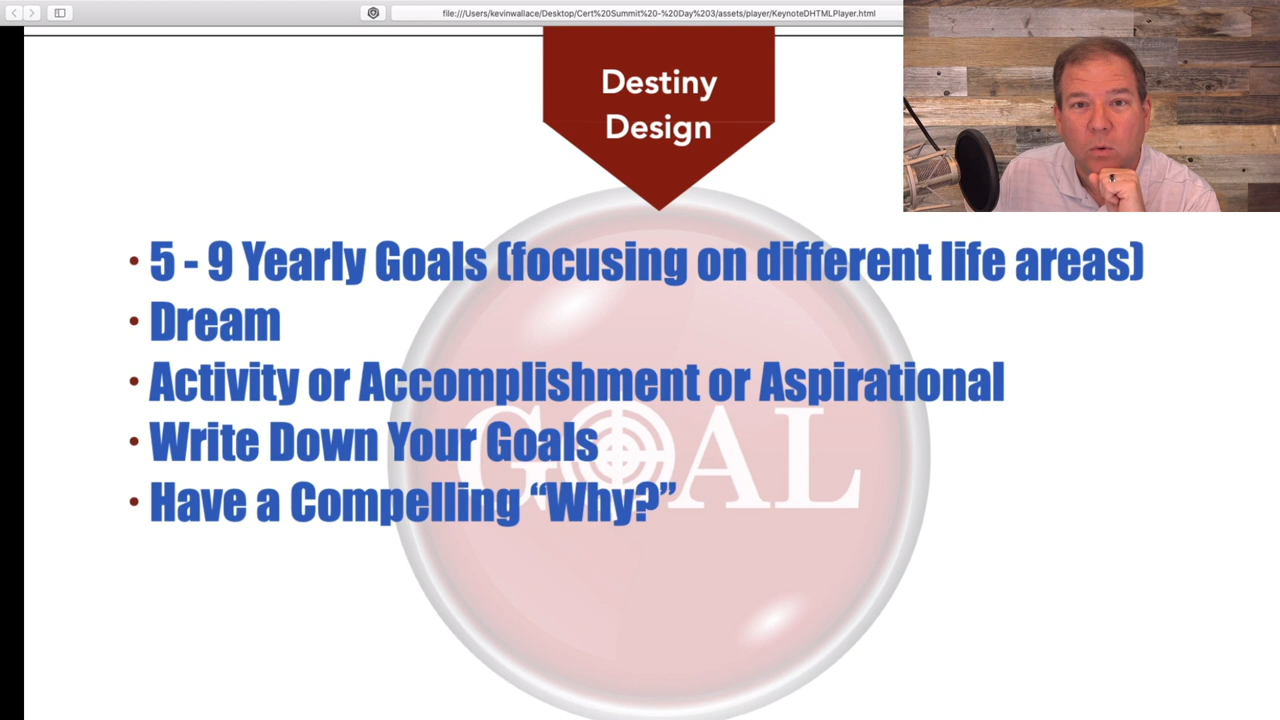 file:///Users/kevinwallace/Desktop/Cert%20Summit%20-%20Day%203/assets/player/KeynoteDHTMLPlayer.html
Destiny
Design
• 5 - 9 Yearly Goals (focusing on different life areas)
• Dream
• Activity or Accomplishment or Aspirational
• Write Down Your Goals
• Have a Compelling “Why?”
GOAL